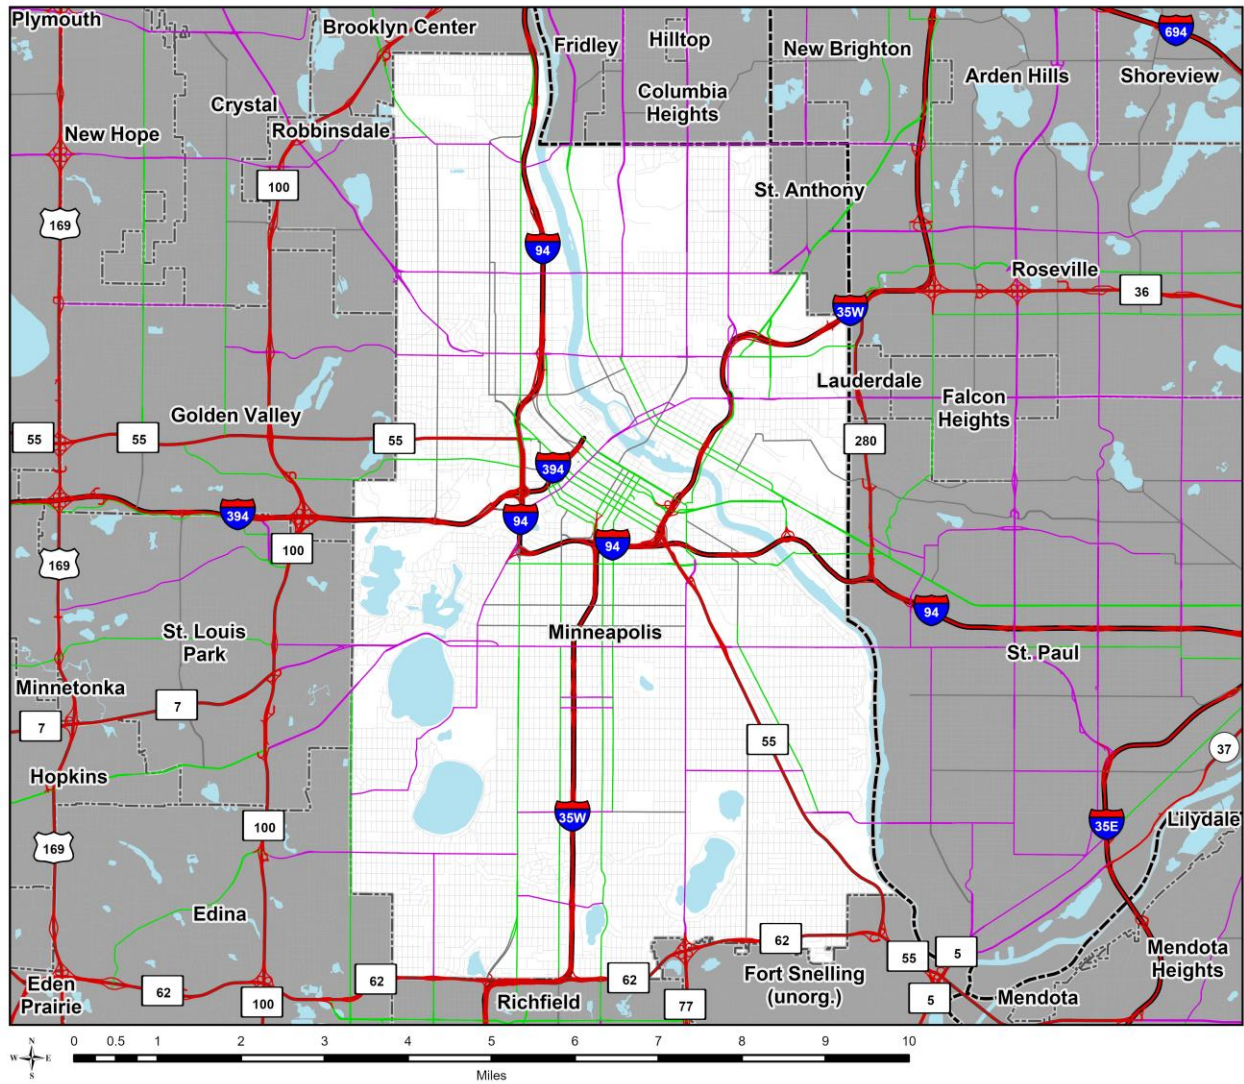 Plymouth
Brooklyn Center
Fridley
Hilltop
New Brighton
694
Arden Hills
Shoreview
Crystal
Columbia
Heights
New Hope
Robbinsdale
100
St. Anthony
169
94
Roseville
36
35W
Lauderdale
Golden Valley
Falcon
Heights
55
55
55
280
394
394
94
94
100
169
94
St. Louis
Park
Minneapolis
St. Paul
Minnetonka
7
7
55
37
Hopkins
35W
35E
Lilydale
100
169
Edina
62
55
5
Mendota
Heights
Eden
Prairie
62
100
62
Richfield
62
77
Fort Snelling
(unorg.)
5
Mendota
N
W
E
S
0 0.5 1 2 3 4 5 6 7 8 9 10
Miles